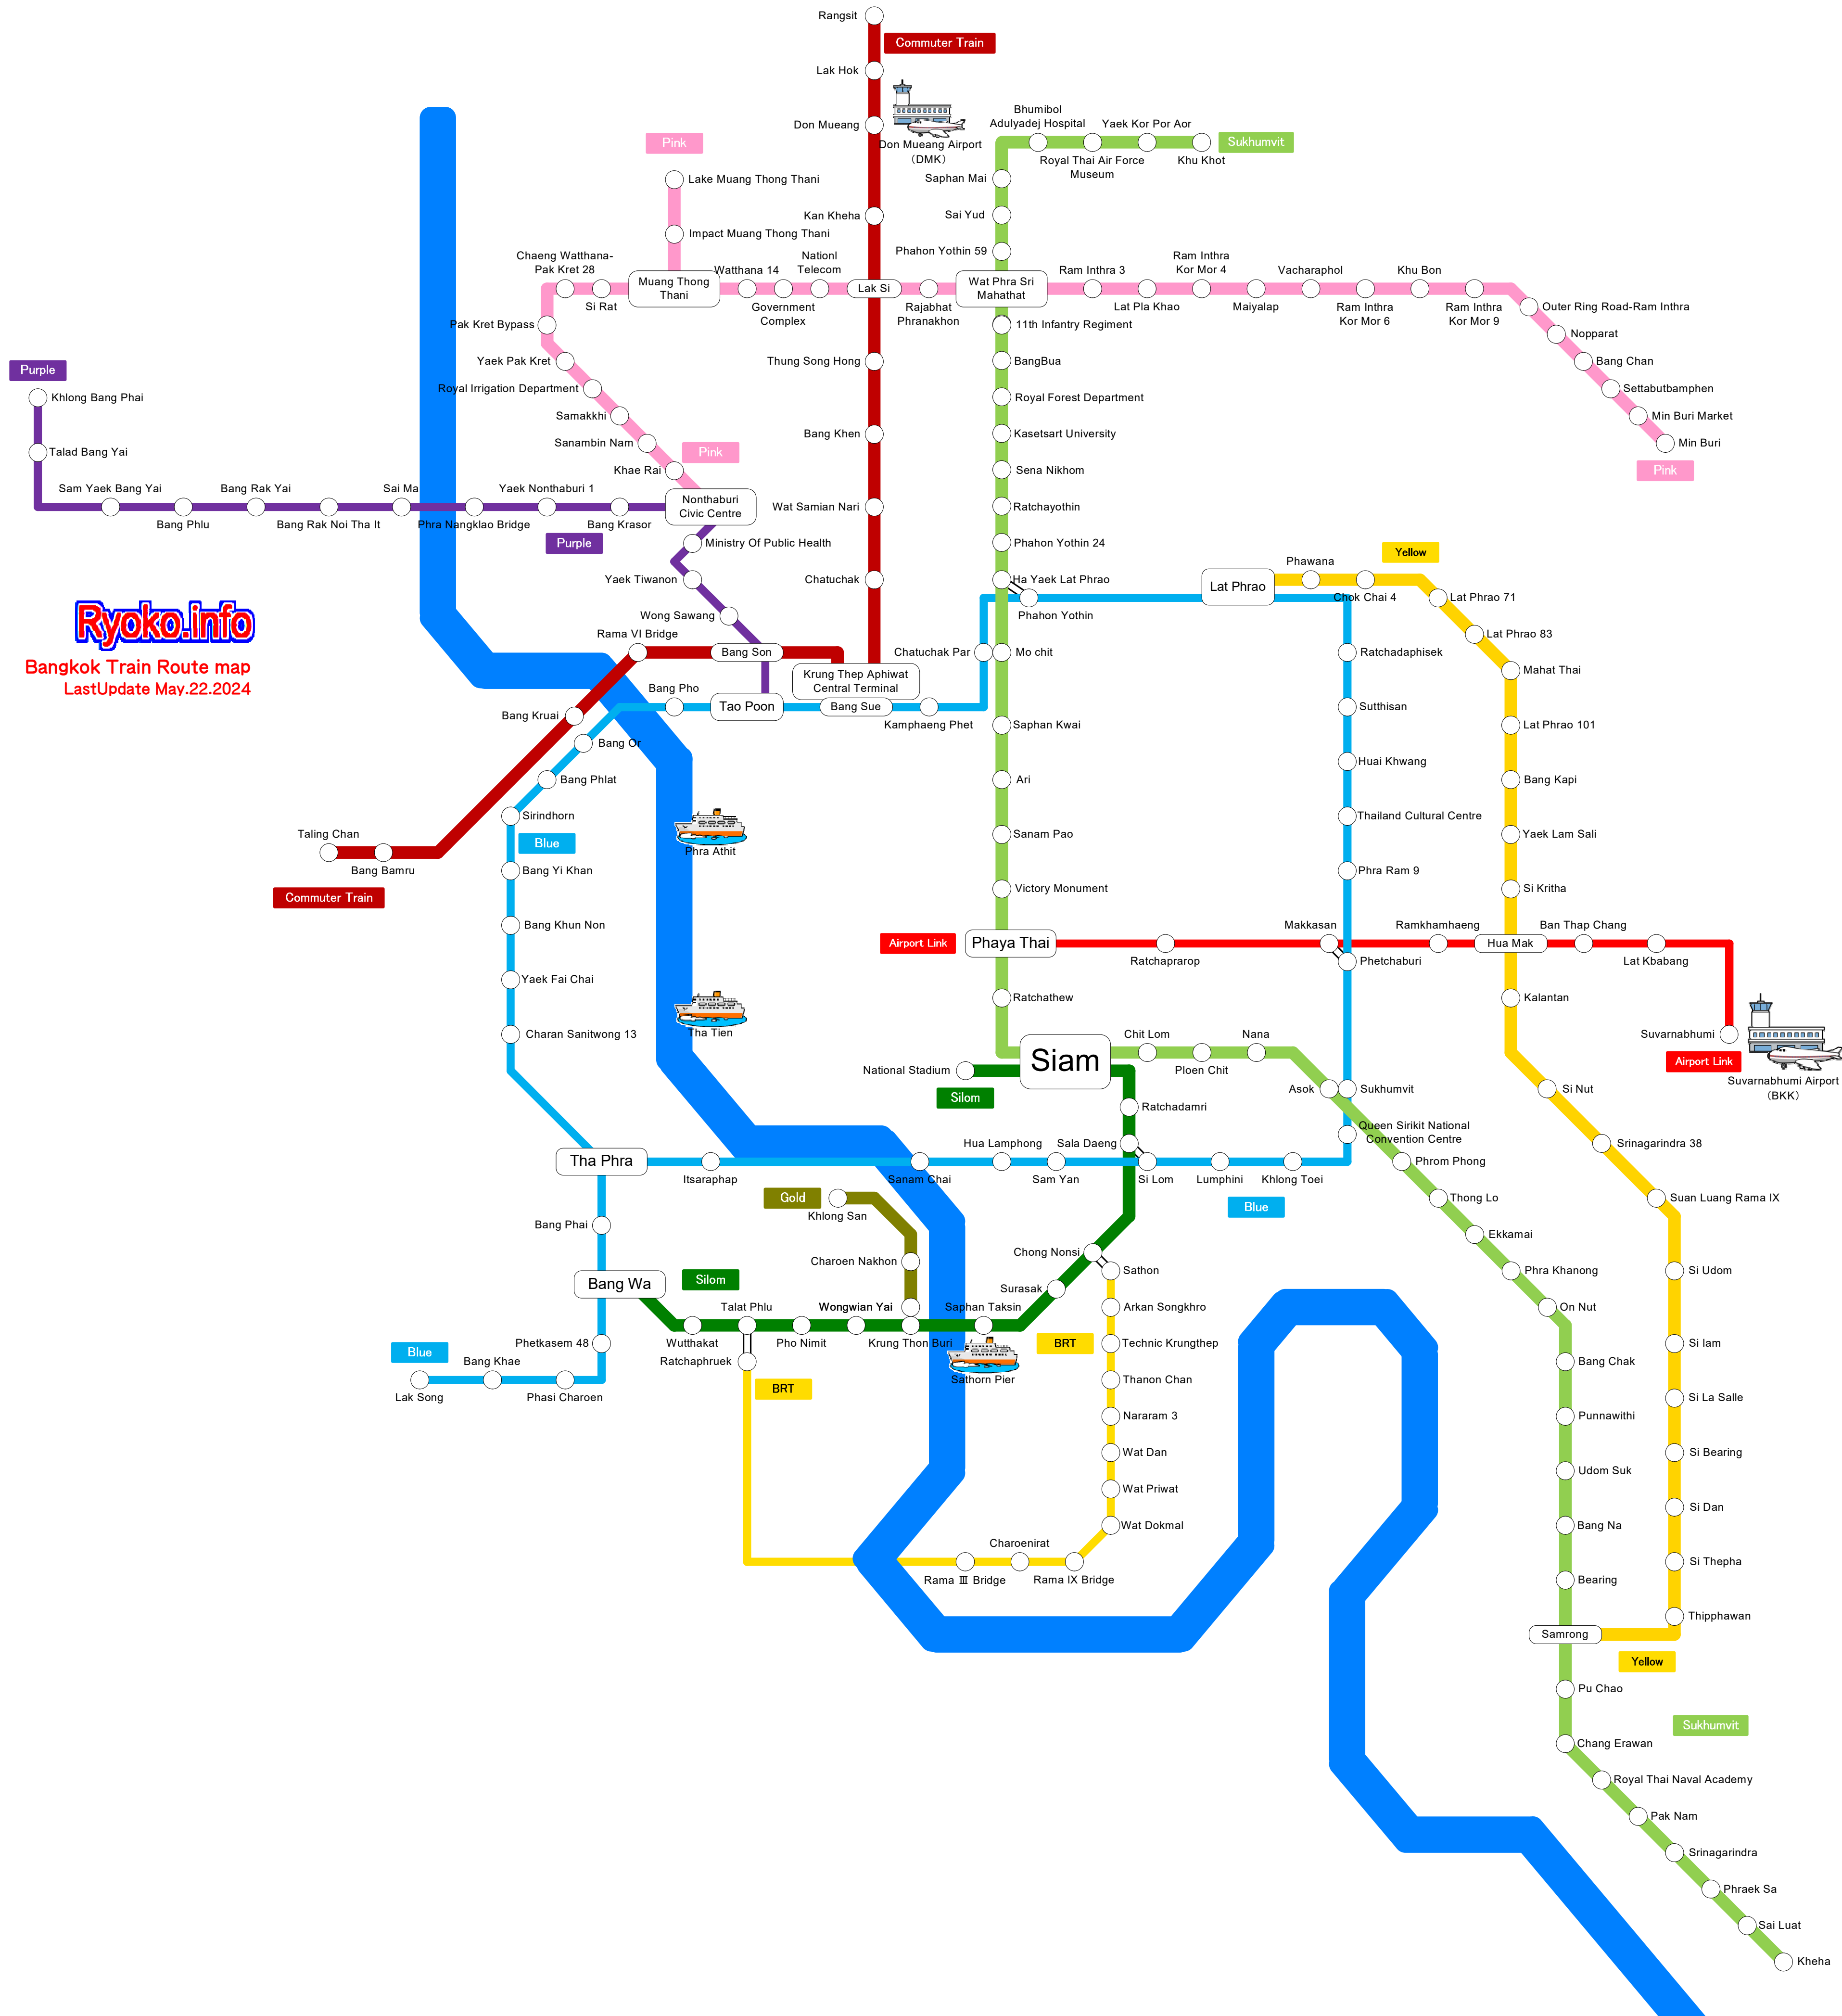 Rangsit
Commuter Train
Lak Hok
Don Mueang
Don Mueang Airport
（DMK）
Bhumibol
Adulyadej Hospital
Yaek Kor Por Aor
Sukhumvit
Royal Thai Air Force
Museum
Khu Khot
Pink
Lake Muang Thong Thani
Saphan Mai
Kan Kheha
Sai Yud
Impact Muang Thong Thani
Phahon Yothin 59
Chaeng Watthana-
Pak Kret 28
Si Rat
Muang Thong
Thani
Watthana 14
Government
Complex
Nationl
Telecom
Lak Si
Rajabhat
Phranakhon
Wat Phra Sri
Mahathat
Ram Inthra 3
Lat Pla Khao
Ram Inthra
Kor Mor 4
Maiyalap
Vacharaphol
Ram Inthra
Kor Mor 6
Khu Bon
Ram Inthra
Kor Mor 9
Outer Ring Road-Ram Inthra
Nopparat
Bang Chan
Settabutbamphen
Min Buri Market
Min Buri
Pink
Pak Kret Bypass
Yaek Pak Kret
Royal Irrigation Department
Samakkhi
Sanambin Nam
Pink
Khae Rai
11th Infantry Regiment
BangBua
Royal Forest Department
Kasetsart University
Sena Nikhom
Ratchayothin
Phahon Yothin 24
Ha Yaek Lat Phrao
Phahon Yothin
Thung Song Hong
Bang Khen
Wat Samian Nari
Chatuchak
Purple
Khlong Bang Phai
Talad Bang Yai
Sam Yaek Bang Yai
Bang Phlu
Bang Rak Yai
Bang Rak Noi Tha It
Sai Ma
Phra Nangklao Bridge
Yaek Nonthaburi 1
Bang Krasor
Nonthaburi
Civic Centre
Purple
Ministry Of Public Health
Yaek Tiwanon
Wong Sawang
Ryoko.info
Bangkok Train Route map
LastUpdate May.22.2024
Rama VI Bridge
Bang Son
Krung Thep Aphiwat
Central Terminal
Chatuchak Par
Mo chit
Bang Pho
Tao Poon
Bang Sue
Kamphaeng Phet
Lat Phrao
Phawana
Yellow
Chok Chai 4
Lat Phrao 71
Lat Phrao 83
Mahat Thai
Lat Phrao 101
Bang Kapi
Yaek Lam Sali
Si Kritha
Ratchadaphisek
Sutthisan
Huai Khwang
Thailand Cultural Centre
Phra Ram 9
Saphan Kwai
Ari
Sanam Pao
Victory Monument
Bang Kruai
Bang Or
Bang Phlat
Sirindhorn
Blue
Taling Chan
Bang Bamru
Commuter Train
Phra Athit
Bang Yi Khan
Bang Khun Non
Yaek Fai Chai
Charan Sanitwong 13
Tha Tien
Airport Link
Phaya Thai
Ratchaprarop
Makkasan
Phetchaburi
Ramkhamhaeng
Hua Mak
Ban Thap Chang
Lat Kbabang
Suvarnabhumi
Airport Link
Suvarnabhumi Airport
（BKK）
Ratchathew
Kalantan
Siam
Chit Lom
Ploen Chit
Nana
National Stadium
Silom
Ratchadamri
Asok
Sukhumvit
Si Nut
Queen Sirikit National
Convention Centre
Srinagarindra 38
Tha Phra
Itsaraphap
Sanam Chai
Hua Lamphong
Sam Yan
Sala Daeng
Si Lom
Lumphini
Khlong Toei
Blue
Phrom Phong
Thong Lo
Ekkamai
Phra Khanong
On Nut
Suan Luang Rama IX
Gold
Khlong San
Charoen Nakhon
Bang Phai
Bang Wa
Silom
Wutthakat
Talat Phlu
Ratchaphruek
Pho Nimit
Wongwian Yai
Krung Thon Buri
Saphan Taksin
Sathorn Pier
Surasak
Chong Nonsi
Sathon
Arkan Songkhro
BRT
Technic Krungthep
Thanon Chan
Nararam 3
Wat Dan
Wat Priwat
Wat Dokmal
Charoenirat
Rama Ⅲ Bridge
Rama IX Bridge
BRT
Phetkasem 48
Blue
Lak Song
Bang Khae
Phasi Charoen
Bang Chak
Punnawithi
Udom Suk
Bang Na
Bearing
Samrong
Si Udom
Si Iam
Si La Salle
Si Bearing
Si Dan
Si Thepha
Thipphawan
Yellow
Pu Chao
Sukhumvit
Chang Erawan
Royal Thai Naval Academy
Pak Nam
Srinagarindra
Phraek Sa
Sai Luat
Kheha